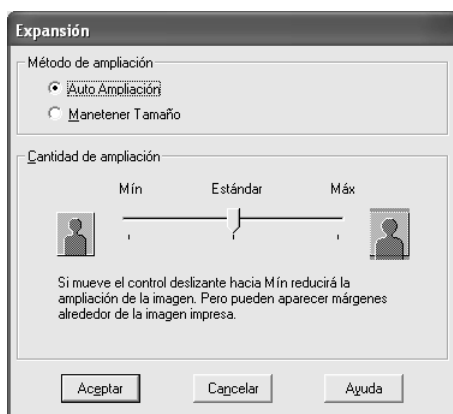 Expansión
Método de ampliación
Auto Ampliación
Manetener Tamaño
Cantidad de ampliación
Mín Estándar Máx
Si mueve el control deslizante hacia Mín reducirá la
ampliación de la imagen. Pero pueden aparecer márgenes
alrededor de la imagen impresa.
Aceptar Cancelar Ayuda